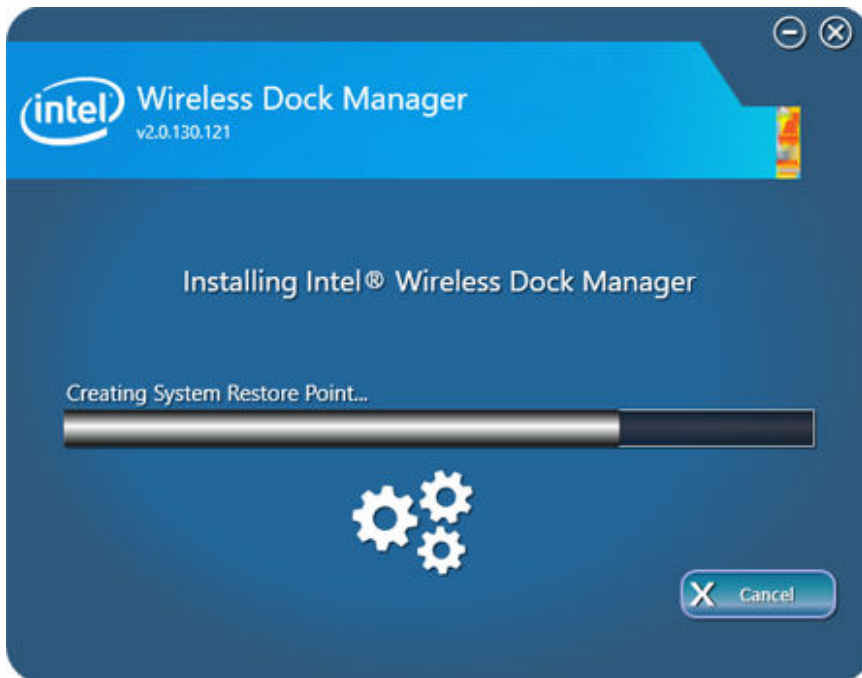 intel Wireless Dock Manager
v2.0.130.121
Installing Intel® Wireless Dock Manager
Creating System Restore Point...
X Cancel